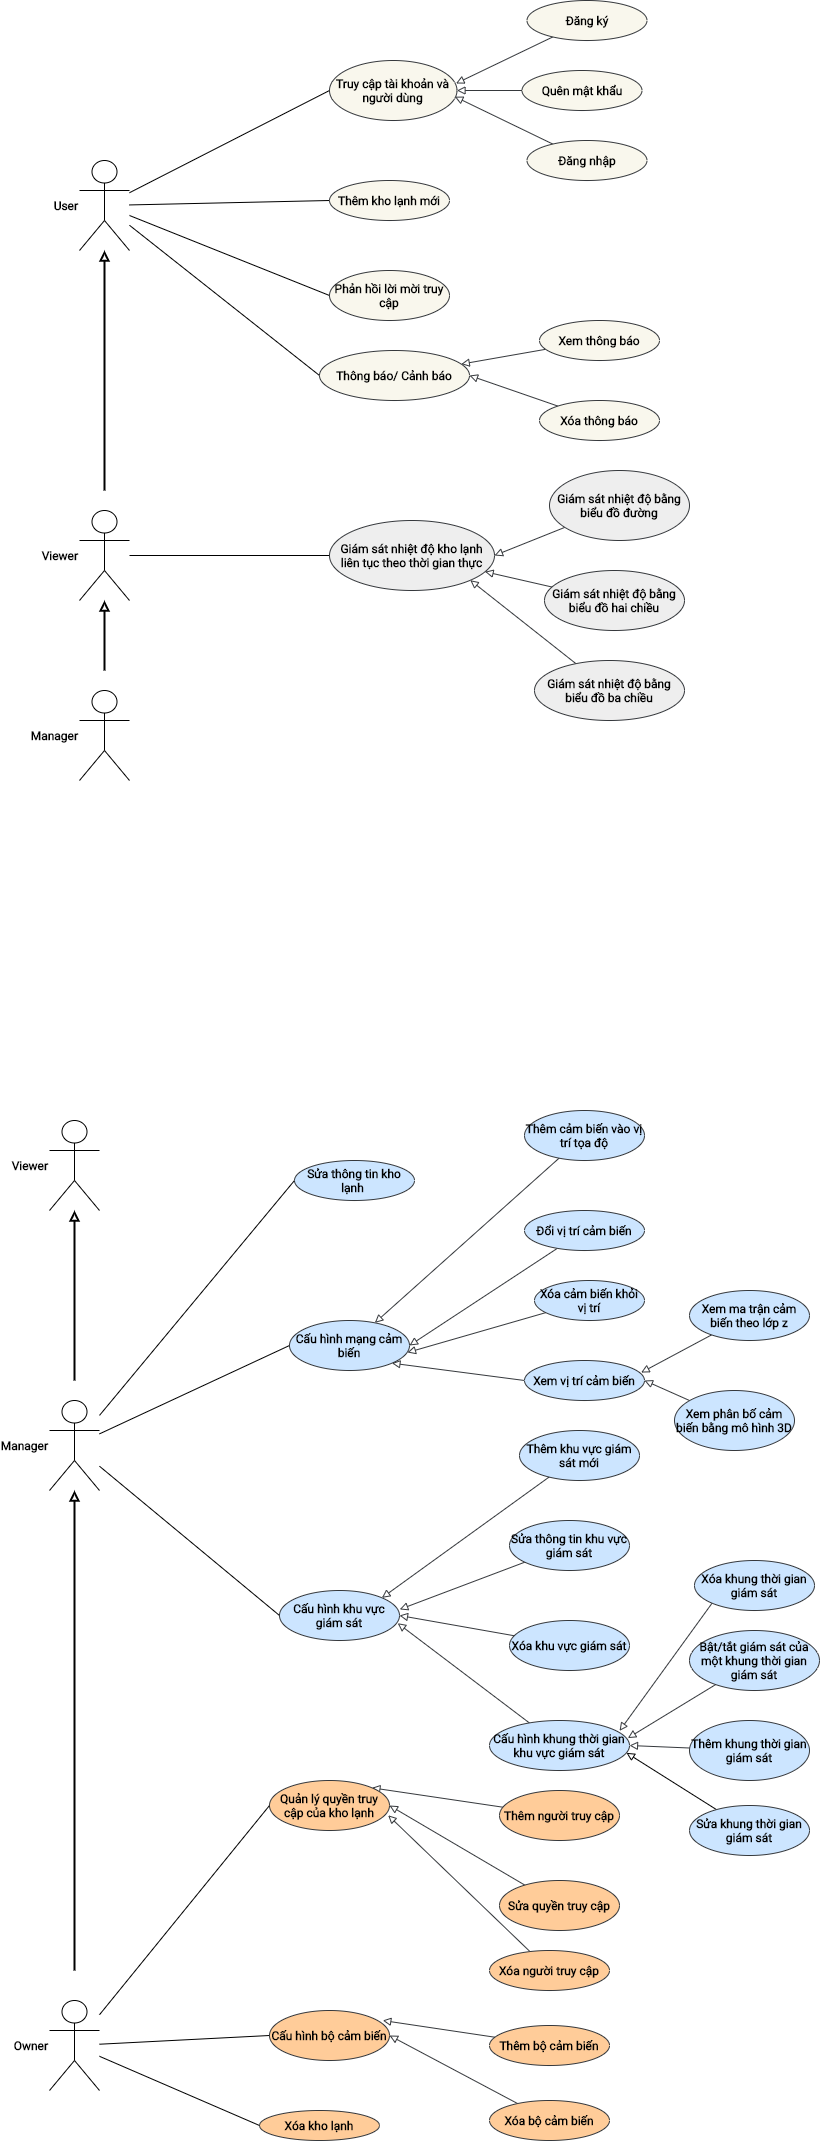 Đăng ký
Truy cập tài khoản và
người dùng
Quên mật khẩu
Đăng nhập
User
Thêm kho lạnh mới
Phản hồi lời mời truy
cập
Xem thông báo
Thông báo/ Cảnh báo
Xóa thông báo
Giám sát nhiệt độ bằng
biểu đồ đường
Viewer
Giám sát nhiệt độ kho lạnh
liên tục theo thời gian thực
Giám sát nhiệt độ bằng
biểu đồ hai chiều
Giám sát nhiệt độ bằng
biểu đồ ba chiều
Manager
Thêm cảm biến vào vị
trí tọa độ
Viewer
Sửa thông tin kho
lạnh
Đổi vị trí cảm biến
Xóa cảm biến khỏi
vị trí
Xem ma trận cảm
biến theo lớp z
Cấu hình mạng cảm
biến
Xem vị trí cảm biến
Xem phân bố cảm
biến bằng mô hình 3D
Manager
Thêm khu vực giám
sát mới
Sửa thông tin khu vực
giám sát
Xóa khung thời gian
giám sát
Cấu hình khu vực
giám sát
Xóa khu vực giám sát
Bật/tắt giám sát của
một khung thời gian
giám sát
Cấu hình khung thời gian
khu vực giám sát
Thêm khung thời gian
giám sát
Quản lý quyền truy
cập của kho lạnh
Thêm người truy cập
Sửa khung thời gian
giám sát
Sửa quyền truy cập
Xóa người truy cập
Owner
Cấu hình bộ cảm biến
Thêm bộ cảm biến
Xóa kho lạnh
Xóa bộ cảm biến